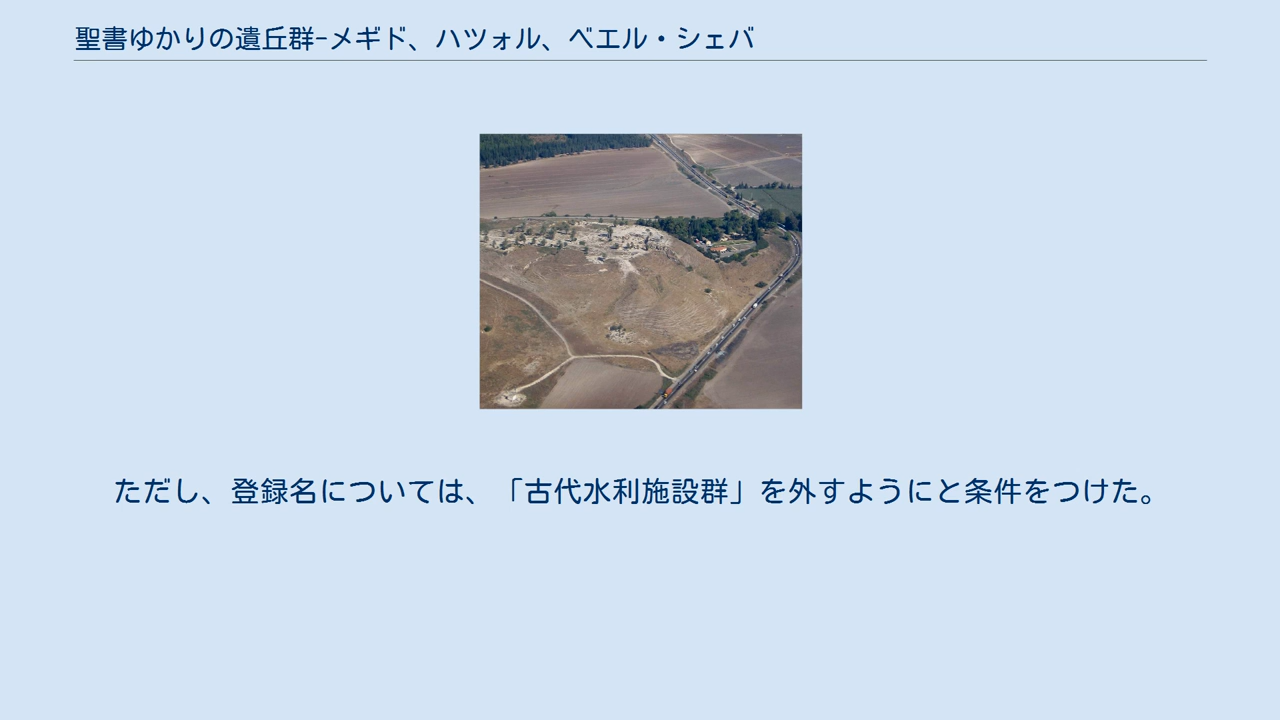 聖書ゆかりの遺丘群-メギド、ハツォル、ベエル・シェバ
ただし、登録名については、「古代水利施設群」を外すようにと条件をつけた。